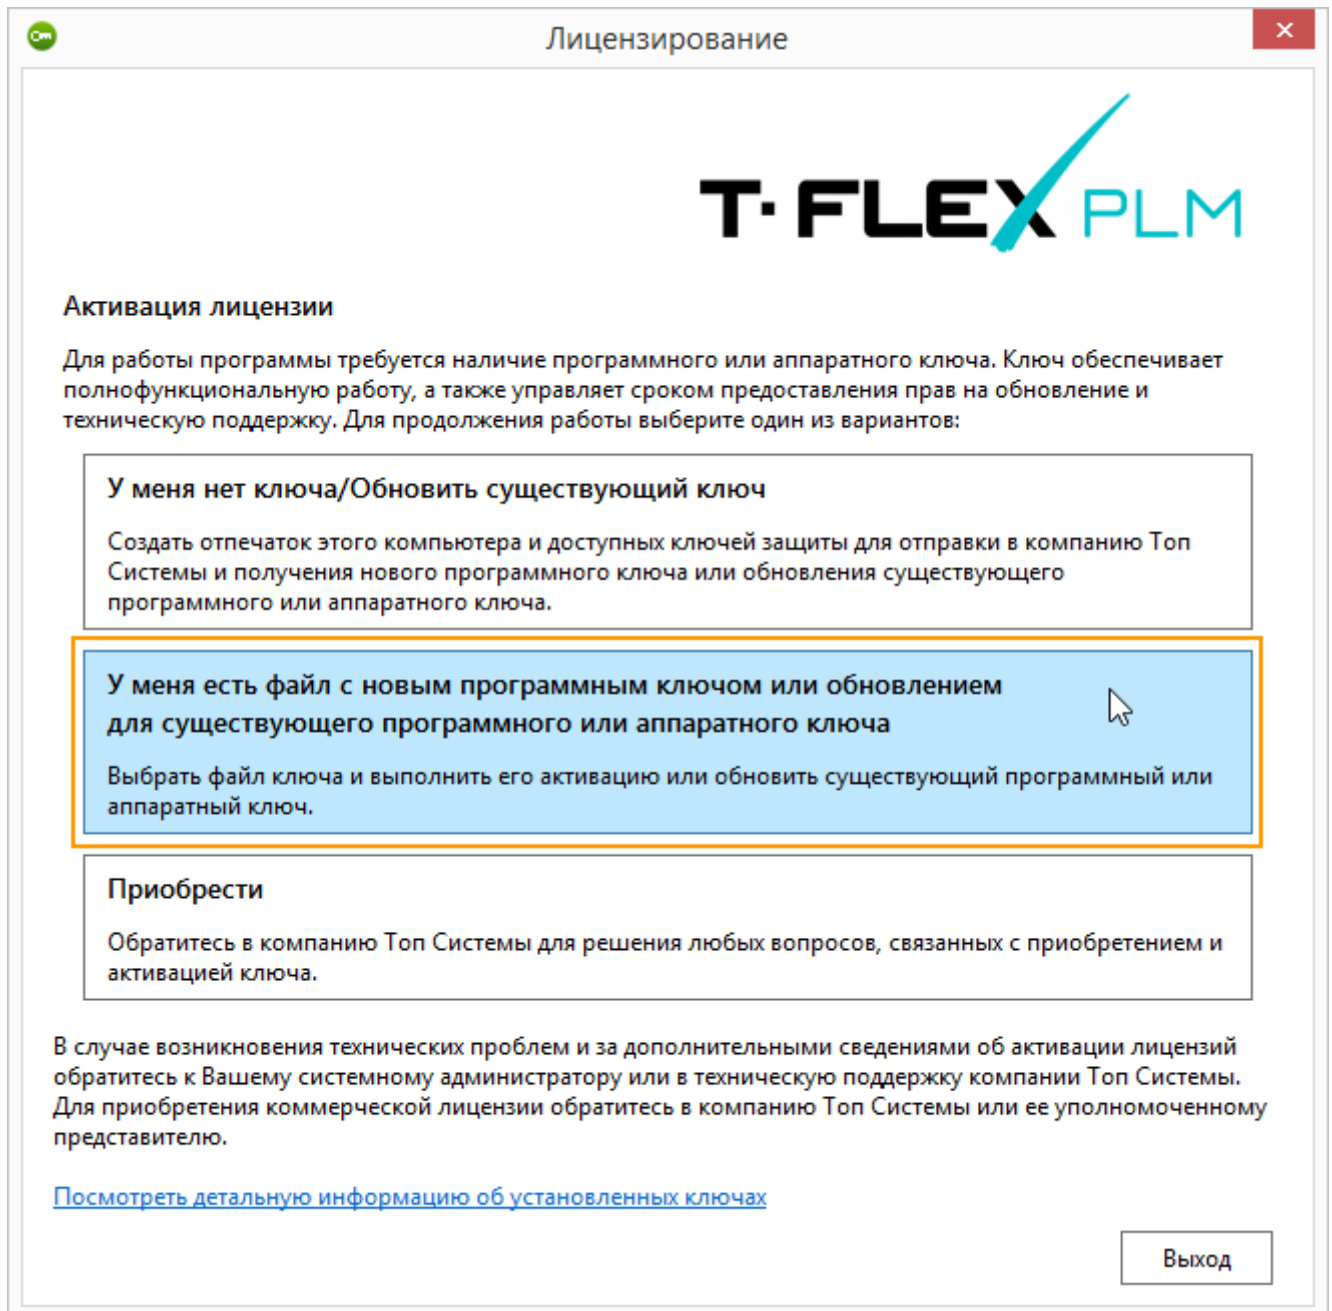 Лицензирование
T-FLEX PLM
Активация лицензии
Для работы программы требуется наличие программного или аппаратного ключа. Ключ обеспечивает
полнофункциональную работу, а также управляет сроком предоставления прав на обновление и
техническую поддержку. Для продолжения работы выберите один из вариантов:
У меня нет ключа/Обновить существующий ключ
Создать отпечаток этого компьютера и доступных ключей защиты для отправки в компанию Топ
Системы и получения нового программного ключа или обновления существующего
программного или аппаратного ключа.
У меня есть файл с новым программным ключом или обновлением
для существующего программного или аппаратного ключа
Выбрать файл ключа и выполнить его активацию или обновить существующий программный или
аппаратный ключ.
Приобрести
Обратитесь в компанию Топ Системы для решения любых вопросов, связанных с приобретением и
активацией ключа.
В случае возникновения технических проблем и за дополнительными сведениями об активации лицензий
обратитесь к Вашему системному администратору или в техническую поддержку компании Топ Системы.
Для приобретения коммерческой лицензии обратитесь в компанию Топ Системы или ее уполномоченному
представителю.
Посмотреть детальную информацию об установленных ключах
Выход